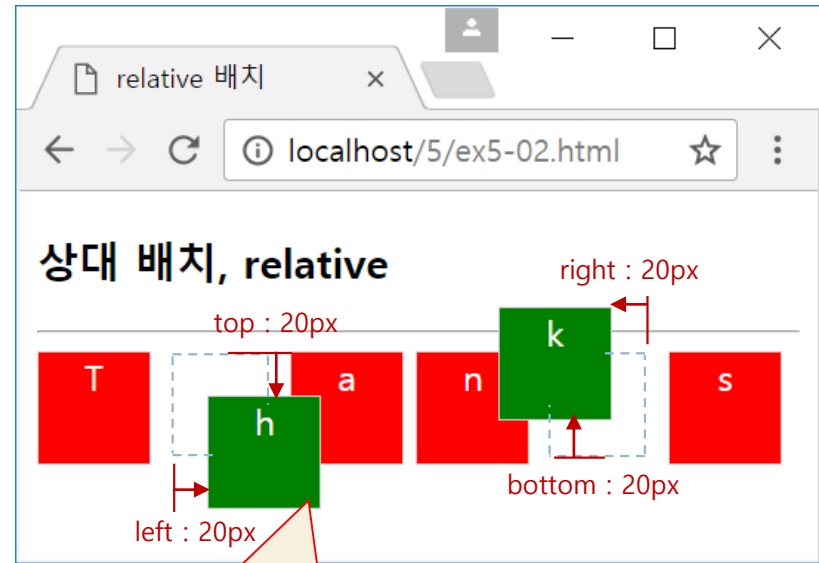 relative 배치
localhost/5/ex5-02.html
상대 배치, relative
right : 20px
top : 20px
k
T
a
n
s
h
bottom : 20px
left : 20px